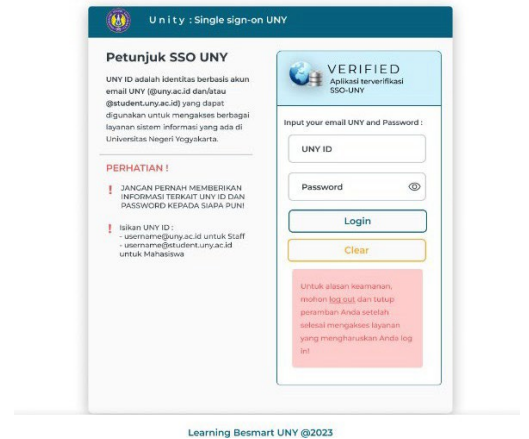 Unity : Single sign-on UNY
Petunjuk SSO UNY
UNY ID adalah identitas berbasis akun
email UNY (@uny.ac.id dan/atau
@student.uny.ac.id) yang dapat
digunakan untuk mengakses berbagai
layanan sistem informasi yang ada di
Universitas Negeri Yogyakarta.
PERHATIAN !
! JANGAN PERNAH MEMBERIKAN
INFORMASI TERKAIT UNY ID DAN
PASSWORD KEPADA SIAPA PUN!
! Isikan UNY ID :
- username@uny.ac.id untuk Staff
- username@student.uny.ac.id
untuk Mahasiswa
VERIFIED
Aplikasi terverifikasi
SSO-UNY
Input your email UNY and Password :
UNY ID
Password
Login
Clear
Untuk alasan keamanan,
mohon log out dan tutup
peramban Anda setelah
selesai mengakses layanan
yang mengharuskan Anda log
in!
Learning Besmart UNY @2023